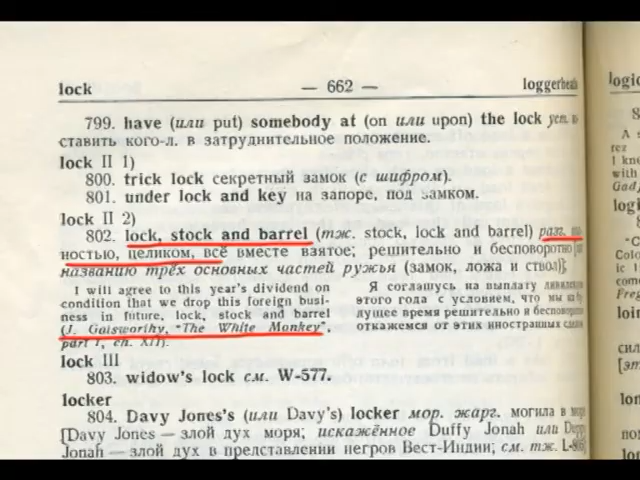 lock
— 662 —
799. have (или put) somebody at (on или upon) the lock уст.
ставить кого-л. в затруднительное положение.
lock II 1)
800. trick lock секретный замок (с шифром).
801. under lock and key на запоре, под замком.
lock II 2)
802. lock, stock and barrel (тж. stock, lock and barrel) разг.
ностью, целиком, всё вместе взятое; решительно и бесповоротно
названию трёх основных частей ружья (замок, ложа и ствол)];
I will agree to this year's dividend on
condition that we drop this foreign busi-
ness in future, lock, stock and barrel
(J. Galsworthy, "The White Monkey",
part I, ch. XII).
Я соглашусь на выплату
этого года с условием, что мы
дущее время решительно и бесповоротно
откажемся от этих иностранных
lock III
803. widow's lock см. W-577.
locker
804. Davy Jones's (или Davy's) locker мор. жарг. могила в
[Davy Jones — злой дух моря; искажённое Duffy Jonah или
Jonah — злой дух в представлении негров Вест-Индии; см. тж.